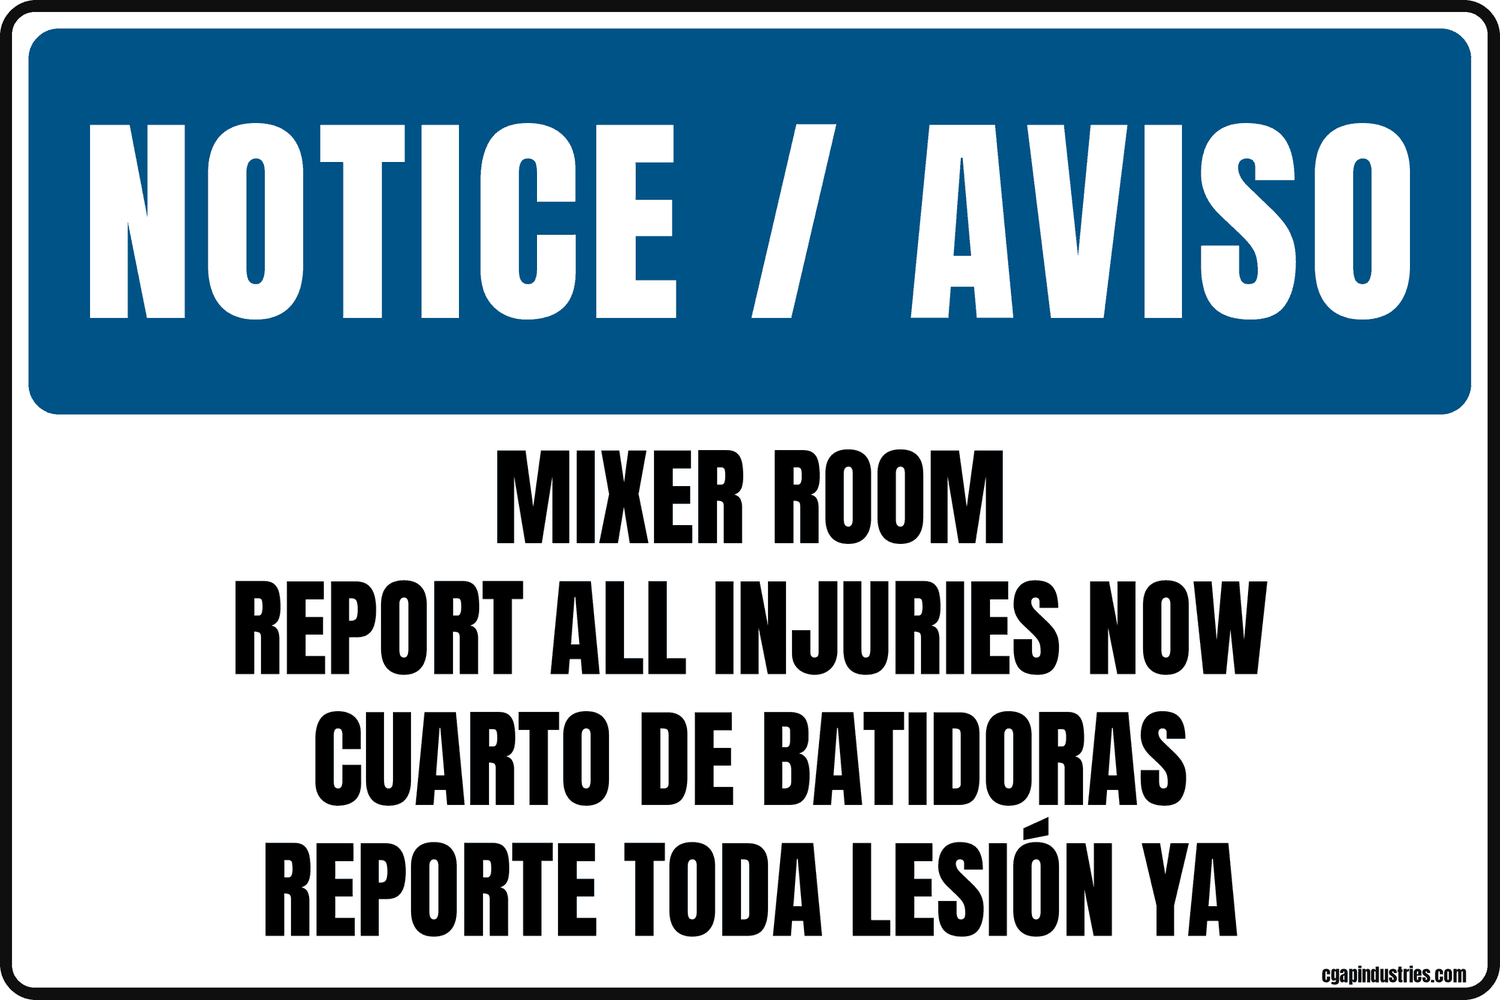 NOTICE / AVISO
MIXER ROOM
REPORT ALL INJURIES NOW
CUARTO DE BATIDORAS
REPORTE TODA LESIÓN YA
cgapindustries.com